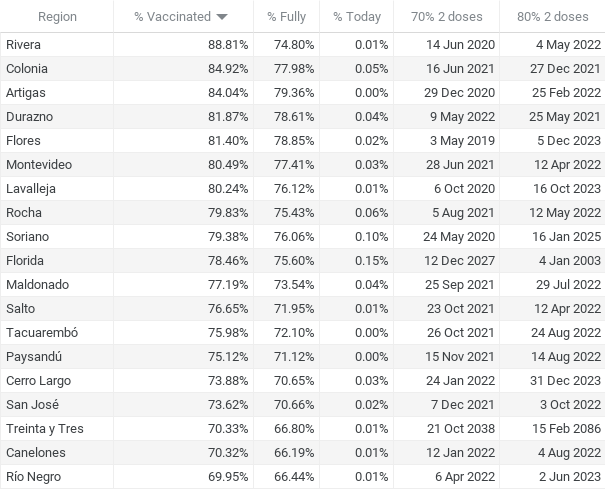 Region % Vaccinated % Fully % Today 70% 2 doses 80% 2 doses
Rivera 88.81% 74.80% 0.01% 14 Jun 2020 4 May 2022
Colonia 84.92% 77.98% 0.05% 16 Jun 2021 27 Dec 2021
Artigas 84.04% 79.36% 0.00% 29 Dec 2020 25 Feb 2022
Durazno 81.87% 78.61% 0.04% 9 May 2022 25 May 2021
Flores 81.40% 78.85% 0.02% 3 May 2019 5 Dec 2023
Montevideo 80.49% 77.41% 0.03% 28 Jun 2021 12 Apr 2022
Lavalleja 80.24% 76.12% 0.01% 6 Oct 2020 16 Oct 2023
Rocha 79.83% 75.43% 0.06% 5 Aug 2021 12 May 2022
Soriano 79.38% 76.06% 0.10% 24 May 2020 16 Jan 2025
Florida 78.46% 75.60% 0.15% 12 Dec 2027 4 Jan 2003
Maldonado 77.19% 73.54% 0.04% 25 Sep 2021 29 Jul 2022
Salto 76.65% 71.95% 0.01% 23 Oct 2021 12 Apr 2022
Tacuarembó 75.98% 72.10% 0.00% 26 Oct 2021 24 Aug 2022
Paysandú 75.12% 71.12% 0.00% 15 Nov 2021 14 Aug 2022
Cerro Largo 73.88% 70.65% 0.03% 24 Jan 2022 31 Dec 2023
San José 73.62% 70.66% 0.02% 7 Dec 2021 3 Oct 2022
Treinta y Tres 70.33% 66.80% 0.01% 21 Oct 2038 15 Feb 2086
Canelones 70.32% 66.19% 0.01% 12 Jan 2022 4 Aug 2022
Río Negro 69.95% 66.44% 0.01% 6 Apr 2022 2 Jun 2023